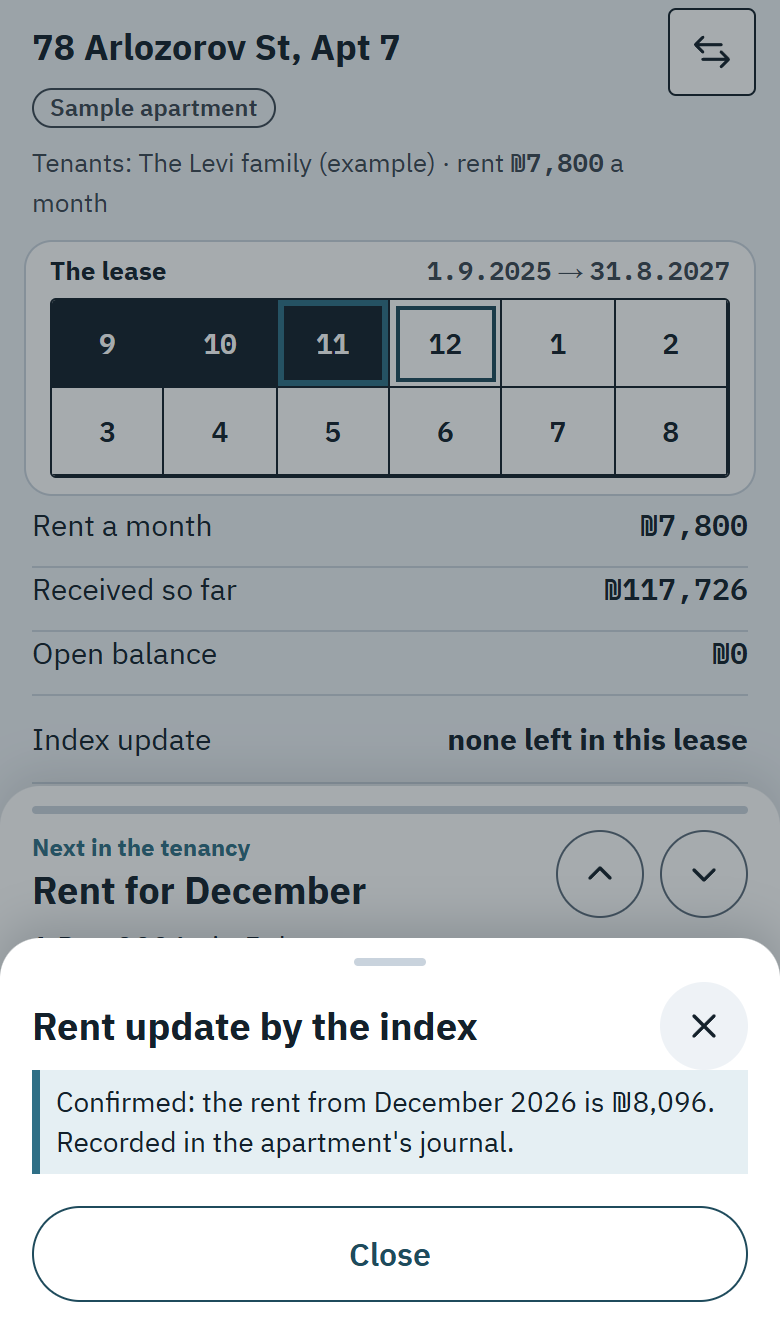 78 Arlozorov St, Apt 7
Sample apartment
Tenants: The Levi family (example) · rent ₪7,800 a
month
The lease 1.9.2025 → 31.8.2027
9 10 11 12 1 2
3 4 5 6 7 8
Rent a month ₪7,800
Received so far ₪117,726
Open balance ₪0
Index update none left in this lease
Next in the tenancy
Rent for December
Rent update by the index
Confirmed: the rent from December 2026 is ₪8,096.
Recorded in the apartment's journal.
Close